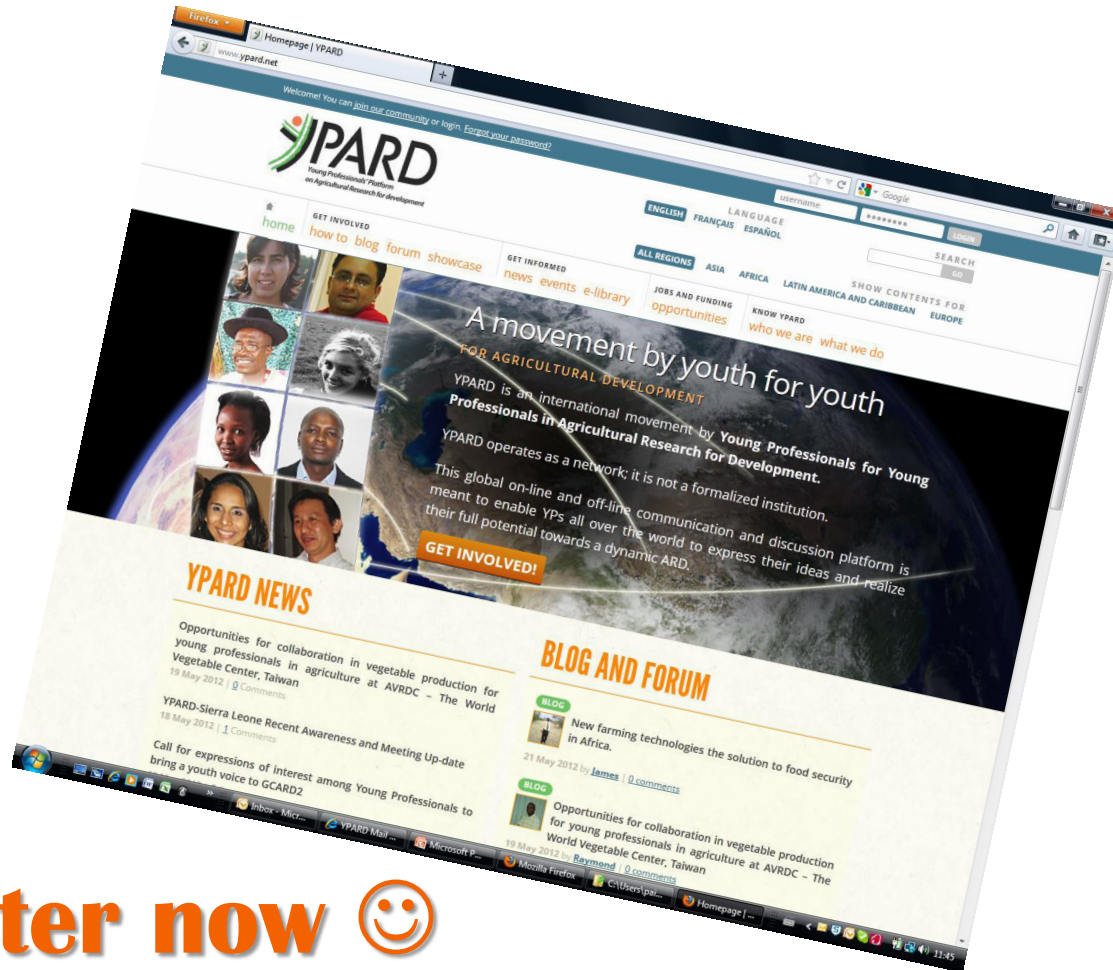 Firefox
Homepage | YPARD
www.ypard.net
Google
Welcome! You can join our community or login. Forgot your password?
username
LOGIN
YPARD
Young Professionals' Platform
on Agricultural Research for development
LANGUAGE
ENGLISH FRANÇAIS ESPAÑOL
SEARCH
GO
SHOW CONTENTS FOR
ALL REGIONS ASIA AFRICA LATIN AMERICA AND CARIBBEAN EUROPE
home
GET INVOLVED
how to blog forum showcase
GET INFORMED
news events e-library
JOBS AND FUNDING
opportunities
KNOW YPARD
who we are what we do
A movement by youth for youth
FOR AGRICULTURAL DEVELOPMENT
YPARD is an international movement by Young Professionals for Young
Professionals in Agricultural Research for Development.
YPARD operates as a network; it is not a formalized institution.
This global on-line and off-line communication and discussion platform is
meant to enable YPs all over the world to express their ideas and realize
their full potential towards a dynamic ARD.
GET INVOLVED!
YPARD NEWS
Opportunities for collaboration in vegetable production for
young professionals in agriculture at AVRDC – The World
Vegetable Center, Taiwan
19 May 2012 | 0 Comments
YPARD-Sierra Leone Recent Awareness and Meeting Up-date
18 May 2012 | 1 Comments
Call for expressions of interest among Young Professionals to
bring a youth voice to GCARD2
BLOG AND FORUM
BLOG
New farming technologies the solution to food security
in Africa.
21 May 2012 by James | 0 comments
BLOG
Opportunities for collaboration in vegetable production
for young professionals in agriculture at AVRDC – The
World Vegetable Center, Taiwan
19 May 2012 by Raymond | 0 comments
Inbox - Micr...
YPARD Mail ...
Microsoft P...
Mozilla Firefox
C:\Users\pai...
Homepage | ...
11:45
ter now ☺